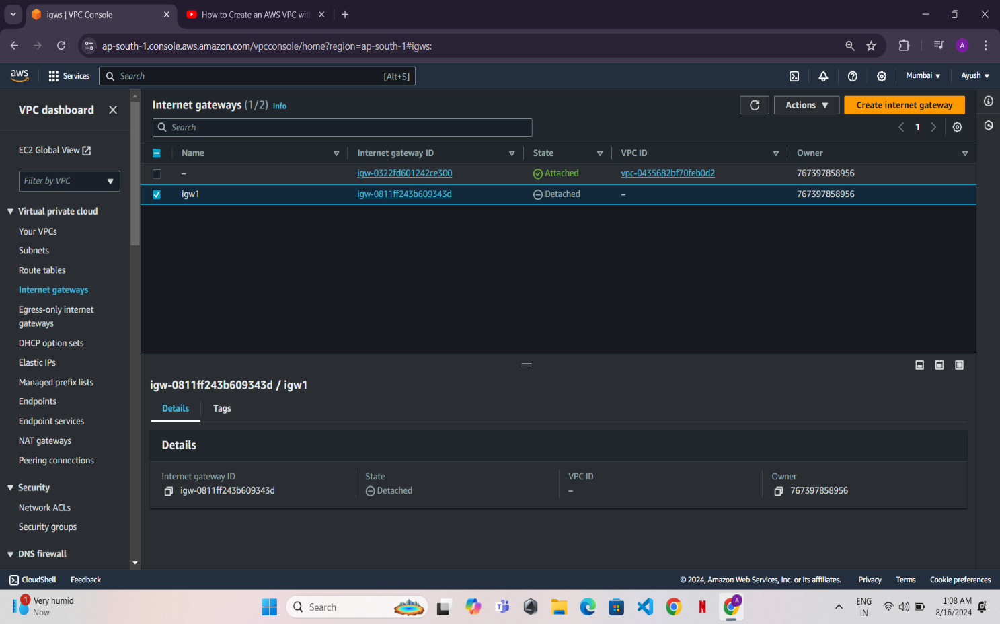 igws | VPC Console
How to Create an AWS VPC wit
ap-south-1.console.aws.amazon.com/vpcconsole/home?region=ap-south-1#igws:
A
aws
Services
Search
[Alt+S]
Mumbai
Ayush
VPC dashboard
EC2 Global View
Filter by VPC
Virtual private cloud
Your VPCs
Subnets
Route tables
Internet gateways
Egress-only internet
gateways
DHCP option sets
Elastic IPs
Managed prefix lists
Endpoints
Endpoint services
NAT gateways
Peering connections
Security
Network ACLs
Security groups
DNS firewall
Internet gateways (1/2) Info
Actions
Create internet gateway
Search
1
Name Internet gateway ID State VPC ID Owner
– igw-0322fd601242ce300 Attached vpc-0435682bf70feb0d2 767397858956
igw1 igw-0811ff243b609343d Detached – 767397858956
igw-0811ff243b609343d / igw1
Details Tags
Details
Internet gateway ID State VPC ID Owner
igw-0811ff243b609343d Detached – 767397858956
CloudShell Feedback © 2024, Amazon Web Services, Inc. or its affiliates. Privacy Terms Cookie preferences
1
Very humid
Now
Search
N
A
ENG
IN
1:08 AM
8/16/2024